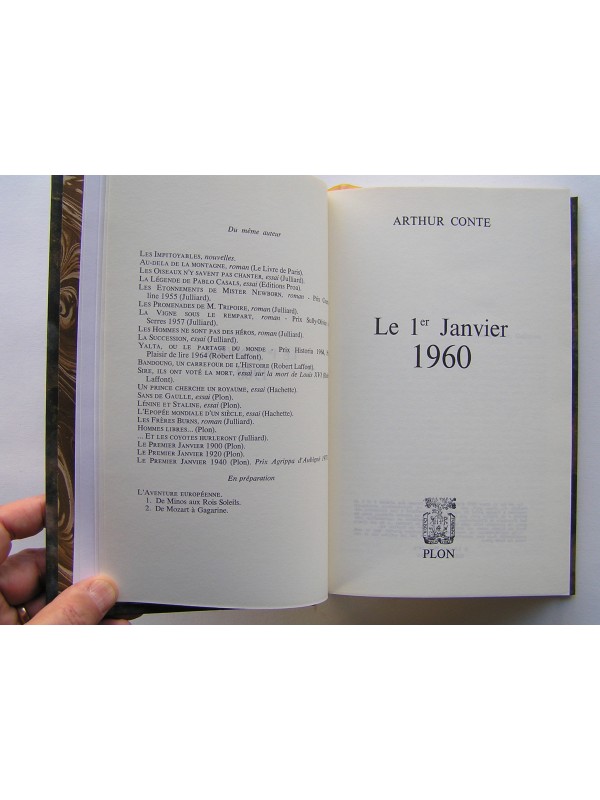 Du même auteur
LES IMPITOYABLES, nouvelles.
AU-DELA DE LA MONTAGNE, roman (Le Livre de Paris).
LES OISEAUX N'Y SAVENT PAS CHANTER, essai (Julliard).
LA LÉGENDE DE PABLO CASALS, essai (Editions Proa).
LES ETONNEMENTS DE MISTER NEWBORN, roman - Prix
line 1955 (Julliard).
LES PROMENADES DE M. TRIPOIRE, roman (Julliard).
LA VIGNE SOUS LE REMPART, roman - Prix Sully-Olivier
Serres 1957 (Julliard).
LES HOMMES NE SONT PAS DES HÉROS, roman (Julliard).
LA SUCCESSION, essai (Julliard).
YALTA, OU LE PARTAGE DU MONDE - Prix Historia 1964,
Plaisir de lire 1964 (Robert Laffont).
BANDOUNG, UN CARREFOUR DE L'HISTOIRE (Robert Laffont).
SIRE, ILS ONT VOTÉ LA MORT, essai sur la mort de Louis XVI
Laffont).
UN PRINCE CHERCHE UN ROYAUME, essai (Hachette).
SANS DE GAULLE, essai (Plon).
LÉNINE ET STALINE, essai (Plon).
L'EPOPÉE MONDIALE D'UN SIÈCLE, essai (Hachette).
LES FRÈRES BURNS, roman (Julliard).
HOMMES LIBRES... (Plon).
... ET LES COYOTES HURLERONT (Julliard).
LE PREMIER JANVIER 1900 (Plon).
LE PREMIER JANVIER 1920 (Plon).
LE PREMIER JANVIER 1940 (Plon). Prix Agrippa d'Aubigné
En préparation
L'AVENTURE EUROPÉENNE.
1. De Minos aux Rois Soleils.
2. De Mozart à Gagarine.
ARTHUR CONTE
Le 1er Janvier
1960
PLON